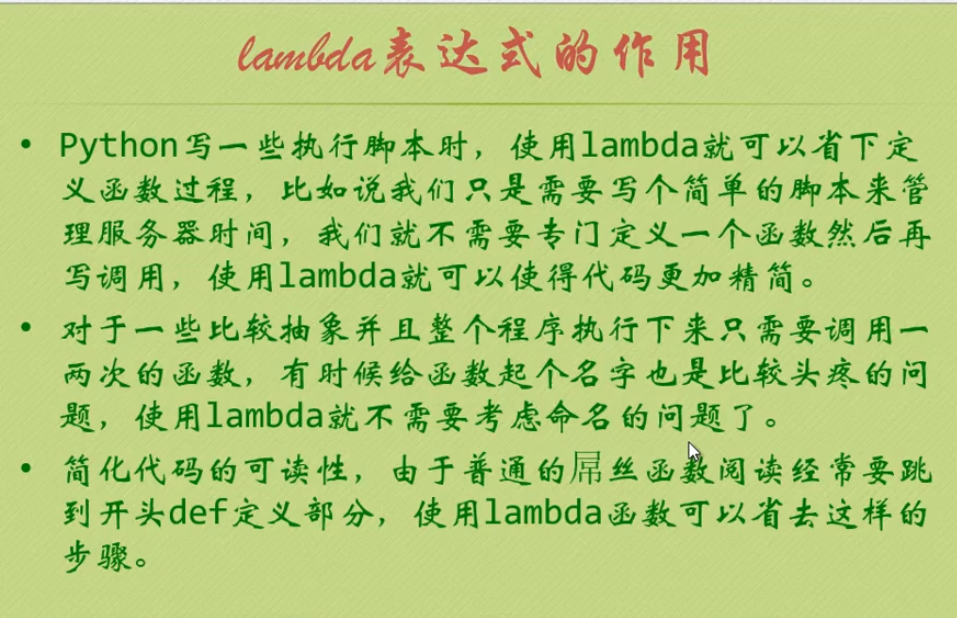 lambda表达式的作用
• Python写一些执行脚本时，使用lambda就可以省下定
义函数过程，比如说我们只是需要写个简单的脚本来管
理服务器时间，我们就不需要专门定义一个函数然后再
写调用，使用lambda就可以使得代码更加精简。
• 对于一些比较抽象并且整个程序执行下来只需要调用一
两次的函数，有时候给函数起个名字也是比较头疼的问
题，使用lambda就不需要考虑命名的问题了。
• 简化代码的可读性，由于普通的屌丝函数阅读经常要跳
到开头def定义部分，使用lambda函数可以省去这样的
步骤。